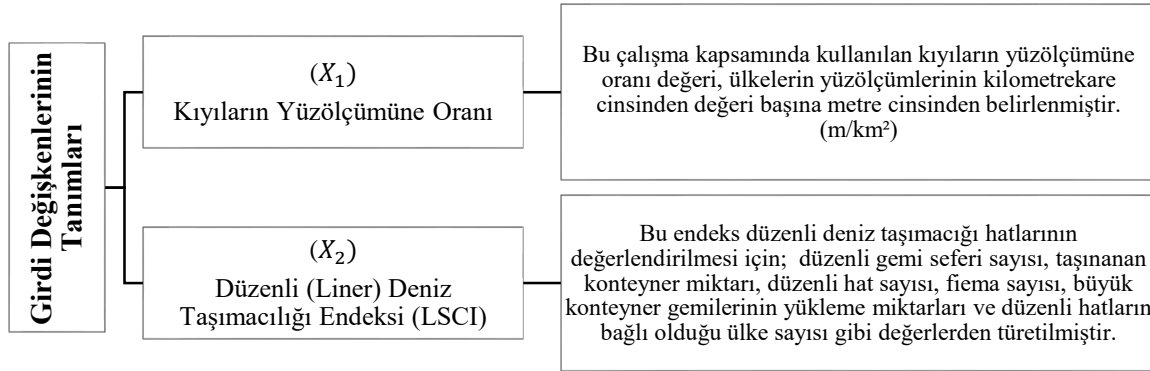 Girdi Değişkenlerinin
Tanımları
(X₁)
Kıyıların Yüzölçümüne Oranı
Bu çalışma kapsamında kullanılan kıyıların yüzölçümüne
oranı değeri, ülkelerin yüzölçümlerinin kilometrekare
cinsinden değeri başına metre cinsinden belirlenmiştir.
(m/km²)
(X₂)
Düzenli (Liner) Deniz
Taşımacılığı Endeksi (LSCI)
Bu endeks düzenli deniz taşımacığı hatlarının
değerlendirilmesi için; düzenli gemi seferi sayısı, taşınanan
konteyner miktarı, düzenli hat sayısı, fiema sayısı, büyük
konteyner gemilerinin yükleme miktarları ve düzenli hatların
bağlı olduğu ülke sayısı gibi değerlerden türetilmiştir.